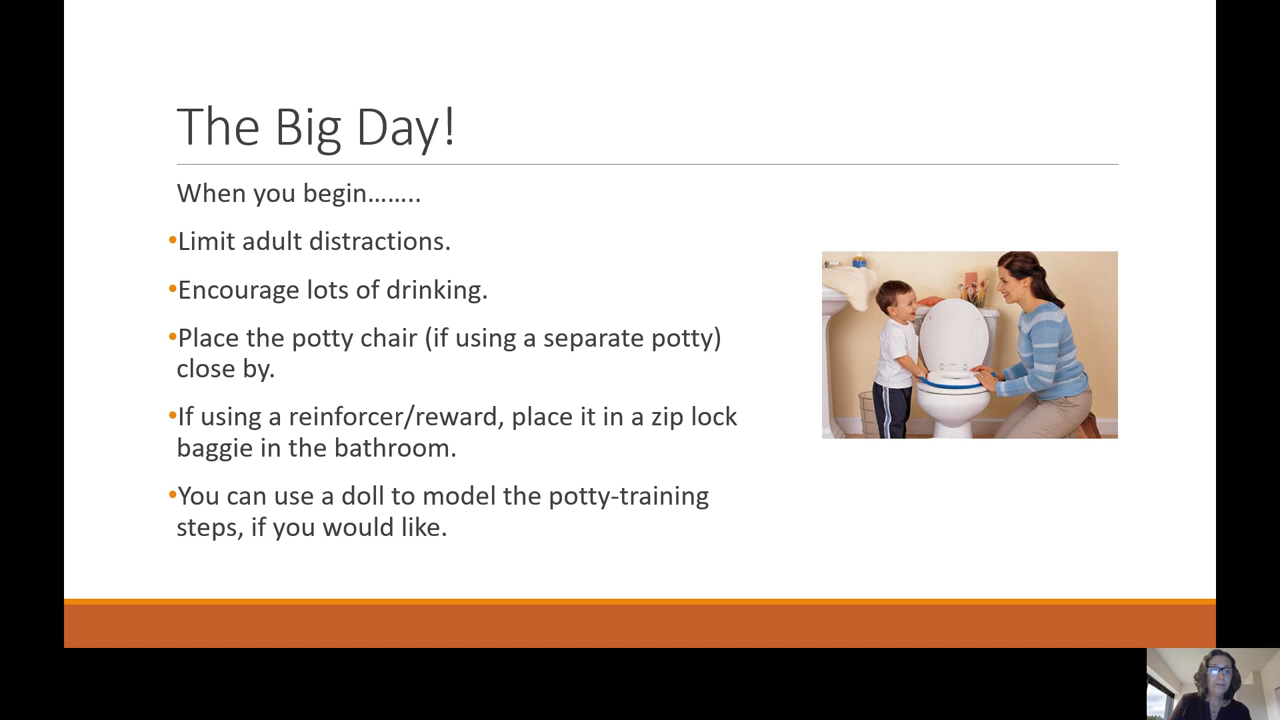 The Big Day!
When you begin……..
•Limit adult distractions.
•Encourage lots of drinking.
•Place the potty chair (if using a separate potty)
close by.
•If using a reinforcer/reward, place it in a zip lock
baggie in the bathroom.
•You can use a doll to model the potty-training
steps, if you would like.